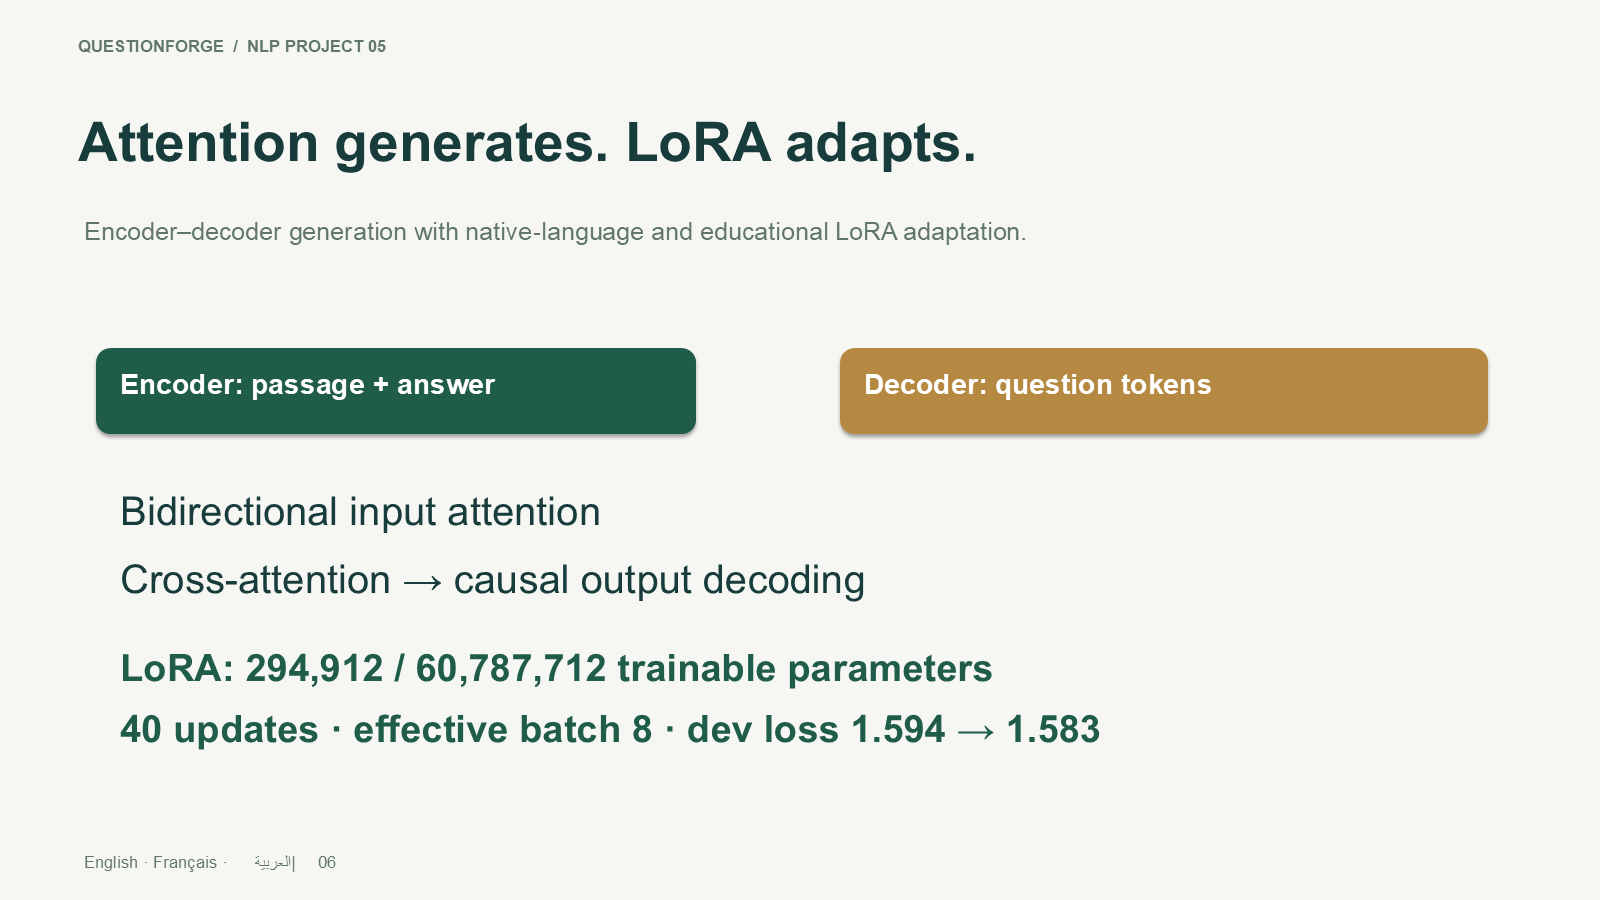 QUESTIONFORGE / NLP PROJECT 05
Attention generates. LoRA adapts.
Encoder–decoder generation with native-language and educational LoRA adaptation.
Encoder: passage + answer
Decoder: question tokens
Bidirectional input attention
Cross-attention → causal output decoding
LoRA: 294,912 / 60,787,712 trainable parameters
40 updates · effective batch 8 · dev loss 1.594 → 1.583
English · Français · العربية | 06